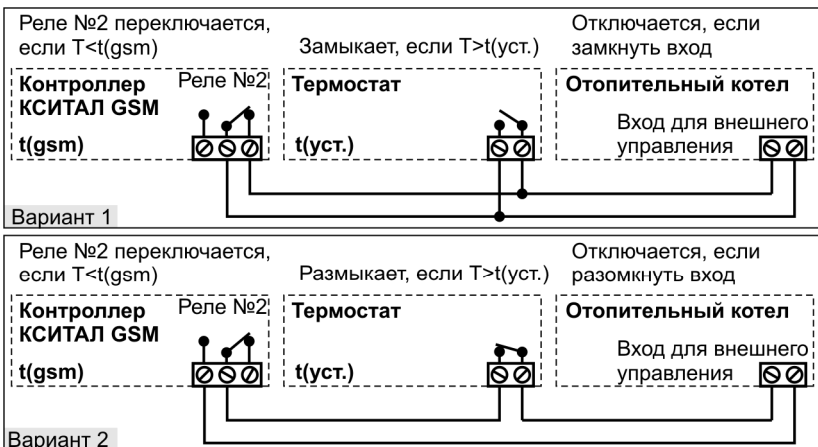 Реле №2 переключается,
если T<t(gsm)
Замыкает, если T>t(уст.)
Отключается, если
замкнуть вход
Контроллер
КСИТАЛ GSM
Реле №2
t(gsm)
Термостат
t(уст.)
Отопительный котел
Вход для внешнего
управления
Вариант 1
Реле №2 переключается,
если T<t(gsm)
Размыкает, если T>t(уст.)
Отключается, если
разомкнуть вход
Контроллер
КСИТАЛ GSM
Реле №2
t(gsm)
Термостат
t(уст.)
Отопительный котел
Вход для внешнего
управления
Вариант 2